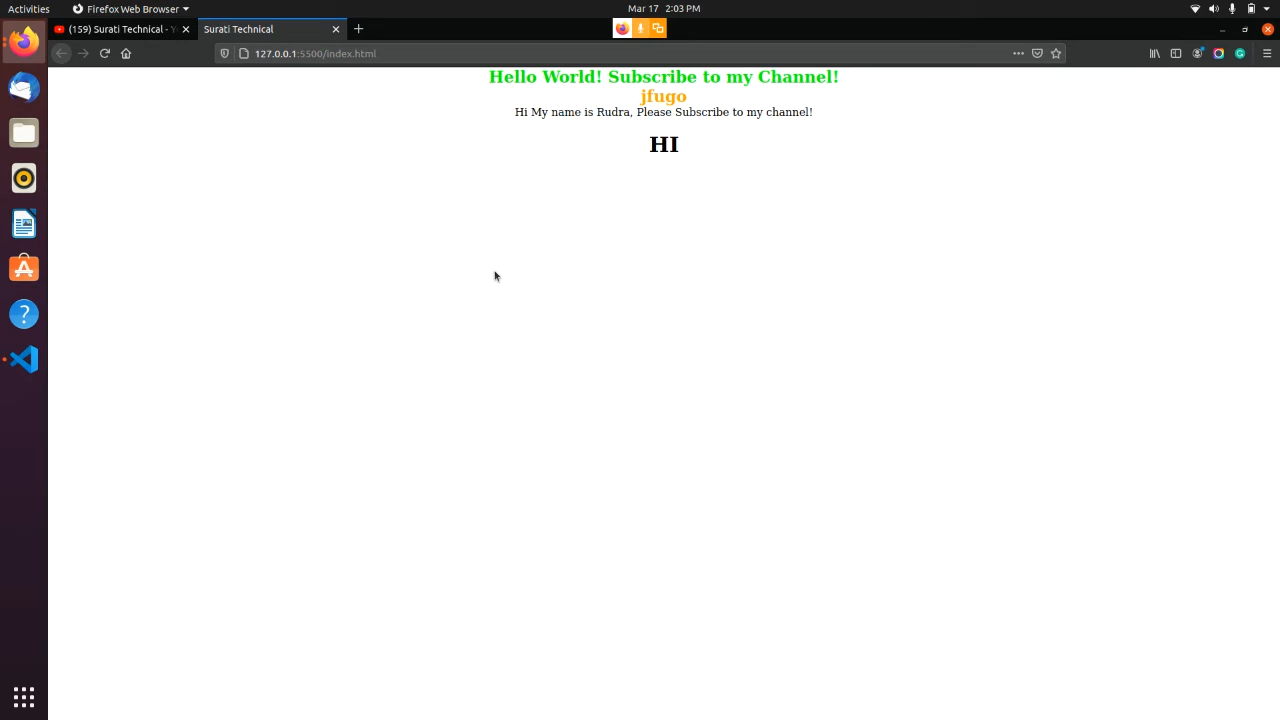 Activities
Firefox Web Browser
Mar 17 2:03 PM
(159) Surati Technical - Y
Surati Technical
127.0.0.1:5500/index.html
Hello World! Subscribe to my Channel!
jfugo
Hi My name is Rudra, Please Subscribe to my channel!
HI